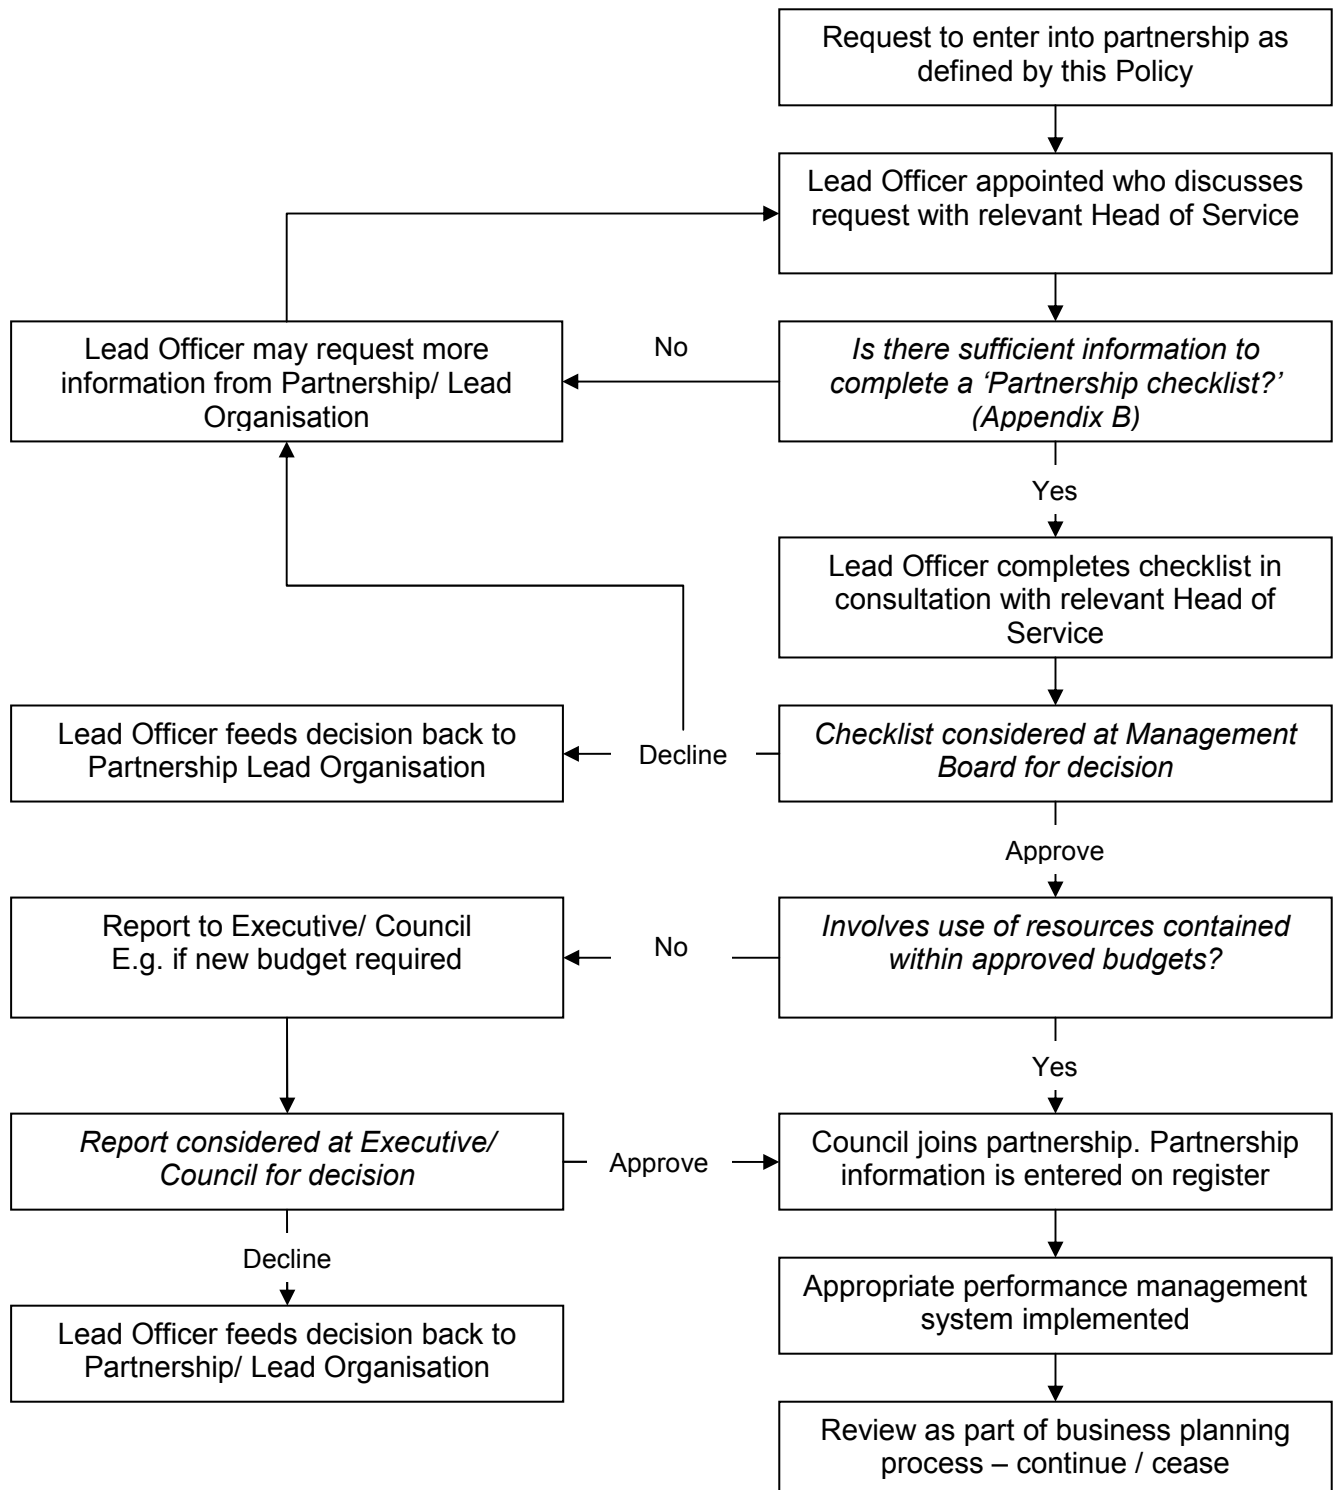 Request to enter into partnership as
defined by this Policy
Lead Officer appointed who discusses
request with relevant Head of Service
Lead Officer may request more
information from Partnership/ Lead
Organisation
No
Is there sufficient information to
complete a ‘Partnership checklist?’
(Appendix B)
Yes
Lead Officer completes checklist in
consultation with relevant Head of
Service
Lead Officer feeds decision back to
Partnership Lead Organisation
Decline
Checklist considered at Management
Board for decision
Approve
Report to Executive/ Council
E.g. if new budget required
No
Involves use of resources contained
within approved budgets?
Yes
Report considered at Executive/
Council for decision
Approve
Council joins partnership. Partnership
information is entered on register
Decline
Appropriate performance management
system implemented
Lead Officer feeds decision back to
Partnership/ Lead Organisation
Review as part of business planning
process – continue / cease